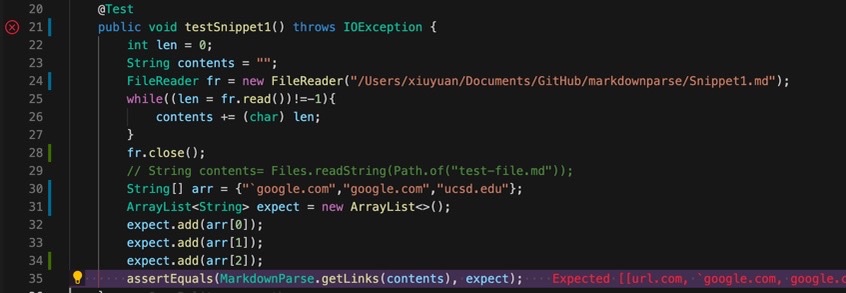 20 @Test
21 public void testSnippet1() throws IOException {
22 int len = 0;
23 String contents = "";
24 FileReader fr = new FileReader("/Users/xiuyuan/Documents/GitHub/markdownparse/Snippet1.md");
25 while((len = fr.read())!=-1){
26 contents += (char) len;
27 }
28 fr.close();
29 // String contents= Files.readString(Path.of("test-file.md"));
30 String[] arr = {"`google.com","google.com","ucsd.edu"};
31 ArrayList<String> expect = new ArrayList<>();
32 expect.add(arr[0]);
33 expect.add(arr[1]);
34 expect.add(arr[2]);
35 assertEquals(MarkdownParse.getLinks(contents), expect); Expected [[url.com, `google.com, google.c